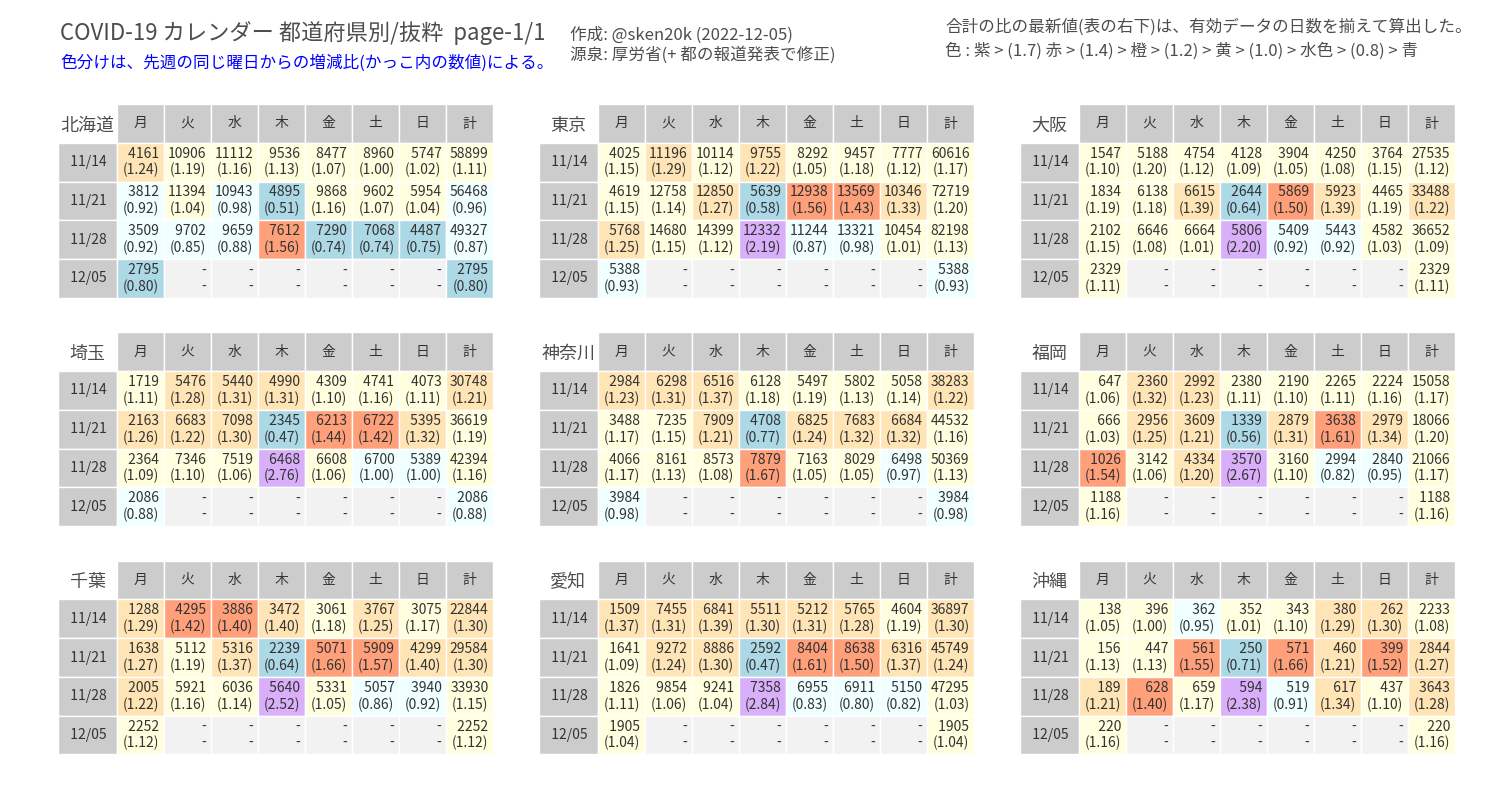 COVID-19 カレンダー 都道府県別/抜粋 page-1/1
色分けは、先週の同じ曜日からの増減比(かっこ内の数値)による。
作成: @sken20k (2022-12-05)
源泉: 厚労省(+ 都の報道発表で修正)
合計の比の最新値(表の右下)は、有効データの日数を揃えて算出した。
色 : 紫 > (1.7) 赤 > (1.4) > 橙 > (1.2) > 黄 > (1.0) > 水色 > (0.8) > 青
北海道 月 火 水 木 金 土 日 計
11/14 4161 10906 11112 9536 8477 8960 5747 58899
(1.24) (1.19) (1.16) (1.13) (1.07) (1.00) (1.02) (1.11)
11/21 3812 11394 10943 4895 9868 9602 5954 56468
(0.92) (1.04) (0.98) (0.51) (1.16) (1.07) (1.04) (0.96)
11/28 3509 9702 9659 7612 7290 7068 4487 49327
(0.92) (0.85) (0.88) (1.56) (0.74) (0.74) (0.75) (0.87)
12/05 2795 - - - - - - 2795
(0.80) - - - - - - (0.80)
東京 月 火 水 木 金 土 日 計
11/14 4025 11196 10114 9755 8292 9457 7777 60616
(1.15) (1.29) (1.12) (1.22) (1.05) (1.18) (1.12) (1.17)
11/21 4619 12758 12850 5639 12938 13569 10346 72719
(1.15) (1.14) (1.27) (0.58) (1.56) (1.43) (1.33) (1.20)
11/28 5768 14680 14399 12332 11244 13321 10454 82198
(1.25) (1.15) (1.12) (2.19) (0.87) (0.98) (1.01) (1.13)
12/05 5388 - - - - - - 5388
(0.93) - - - - - - (0.93)
大阪 月 火 水 木 金 土 日 計
11/14 1547 5188 4754 4128 3904 4250 3764 27535
(1.10) (1.20) (1.12) (1.09) (1.05) (1.08) (1.15) (1.12)
11/21 1834 6138 6615 2644 5869 5923 4465 33488
(1.19) (1.18) (1.39) (0.64) (1.50) (1.39) (1.19) (1.22)
11/28 2102 6646 6664 5806 5409 5443 4582 36652
(1.15) (1.08) (1.01) (2.20) (0.92) (0.92) (1.03) (1.09)
12/05 2329 - - - - - - 2329
(1.11) - - - - - - (1.11)
埼玉 月 火 水 木 金 土 日 計
11/14 1719 5476 5440 4990 4309 4741 4073 30748
(1.11) (1.28) (1.31) (1.31) (1.10) (1.16) (1.11) (1.21)
11/21 2163 6683 7098 2345 6213 6722 5395 36619
(1.26) (1.22) (1.30) (0.47) (1.44) (1.42) (1.32) (1.19)
11/28 2364 7346 7519 6468 6608 6700 5389 42394
(1.09) (1.10) (1.06) (2.76) (1.06) (1.00) (1.00) (1.16)
12/05 2086 - - - - - - 2086
(0.88) - - - - - - (0.88)
神奈川 月 火 水 木 金 土 日 計
11/14 2984 6298 6516 6128 5497 5802 5058 38283
(1.23) (1.31) (1.37) (1.18) (1.19) (1.13) (1.14) (1.22)
11/21 3488 7235 7909 4708 6825 7683 6684 44532
(1.17) (1.15) (1.21) (0.77) (1.24) (1.32) (1.32) (1.16)
11/28 4066 8161 8573 7879 7163 8029 6498 50369
(1.17) (1.13) (1.08) (1.67) (1.05) (1.05) (0.97) (1.13)
12/05 3984 - - - - - - 3984
(0.98) - - - - - - (0.98)
福岡 月 火 水 木 金 土 日 計
11/14 647 2360 2992 2380 2190 2265 2224 15058
(1.06) (1.32) (1.23) (1.11) (1.10) (1.11) (1.16) (1.17)
11/21 666 2956 3609 1339 2879 3638 2979 18066
(1.03) (1.25) (1.21) (0.56) (1.31) (1.61) (1.34) (1.20)
11/28 1026 3142 4334 3570 3160 2994 2840 21066
(1.54) (1.06) (1.20) (2.67) (1.10) (0.82) (0.95) (1.17)
12/05 1188 - - - - - - 1188
(1.16) - - - - - - (1.16)
千葉 月 火 水 木 金 土 日 計
11/14 1288 4295 3886 3472 3061 3767 3075 22844
(1.29) (1.42) (1.40) (1.40) (1.18) (1.25) (1.17) (1.30)
11/21 1638 5112 5316 2239 5071 5909 4299 29584
(1.27) (1.19) (1.37) (0.64) (1.66) (1.57) (1.40) (1.30)
11/28 2005 5921 6036 5640 5331 5057 3940 33930
(1.22) (1.16) (1.14) (2.52) (1.05) (0.86) (0.92) (1.15)
12/05 2252 - - - - - - 2252
(1.12) - - - - - - (1.12)
愛知 月 火 水 木 金 土 日 計
11/14 1509 7455 6841 5511 5212 5765 4604 36897
(1.37) (1.31) (1.39) (1.30) (1.31) (1.28) (1.19) (1.30)
11/21 1641 9272 8886 2592 8404 8638 6316 45749
(1.09) (1.24) (1.30) (0.47) (1.61) (1.50) (1.37) (1.24)
11/28 1826 9854 9241 7358 6955 6911 5150 47295
(1.11) (1.06) (1.04) (2.84) (0.83) (0.80) (0.82) (1.03)
12/05 1905 - - - - - - 1905
(1.04) - - - - - - (1.04)
沖縄 月 火 水 木 金 土 日 計
11/14 138 396 362 352 343 380 262 2233
(1.05) (1.00) (0.95) (1.01) (1.10) (1.29) (1.30) (1.08)
11/21 156 447 561 250 571 460 399 2844
(1.13) (1.13) (1.55) (0.71) (1.66) (1.21) (1.52) (1.27)
11/28 189 628 659 594 519 617 437 3643
(1.21) (1.40) (1.17) (2.38) (0.91) (1.34) (1.10) (1.28)
12/05 220 - - - - - - 220
(1.16) - - - - - - (1.16)